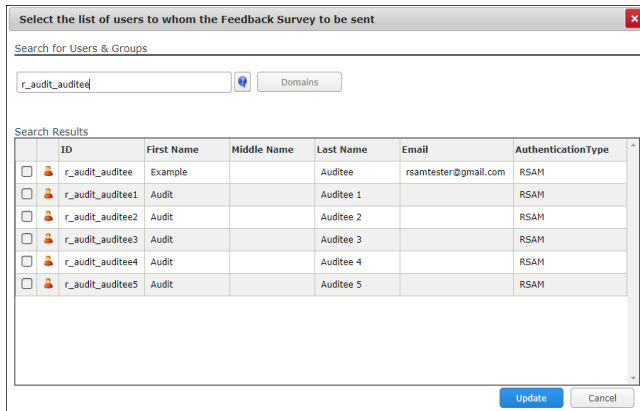 Select the list of users to whom the Feedback Survey to be sent
Search for Users & Groups
r_audit_auditee Domains
Search Results
ID First Name Middle Name Last Name Email AuthenticationType
r_audit_auditee Example Auditee rsamtester@gmail.com RSAM
r_audit_auditee1 Audit Auditee 1 RSAM
r_audit_auditee2 Audit Auditee 2 RSAM
r_audit_auditee3 Audit Auditee 3 RSAM
r_audit_auditee4 Audit Auditee 4 RSAM
r_audit_auditee5 Audit Auditee 5 RSAM
Update Cancel